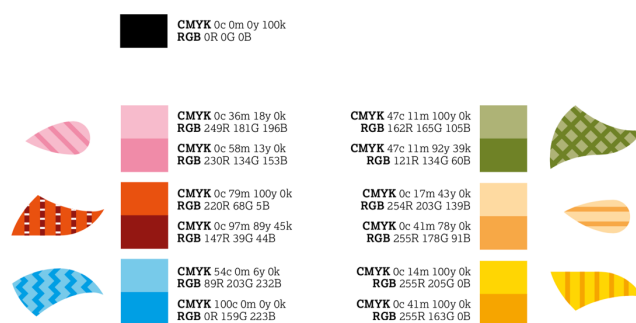 CMYK 0c 0m 0y 100k
RGB 0R 0G 0B
CMYK 0c 36m 18y 0k
RGB 249R 181G 196B
CMYK 0c 58m 13y 0k
RGB 230R 134G 153B
CMYK 0c 79m 100y 0k
RGB 220R 68G 5B
CMYK 0c 97m 89y 45k
RGB 147R 39G 44B
CMYK 54c 0m 6y 0k
RGB 89R 203G 232B
CMYK 100c 0m 0y 0k
RGB 0R 159G 223B
CMYK 47c 11m 100y 0k
RGB 162R 165G 105B
CMYK 47c 11m 92y 39k
RGB 121R 134G 60B
CMYK 0c 17m 43y 0k
RGB 254R 203G 139B
CMYK 0c 41m 78y 0k
RGB 255R 178G 91B
CMYK 0c 14m 100y 0k
RGB 255R 205G 0B
CMYK 0c 41m 100y 0k
RGB 255R 163G 0B